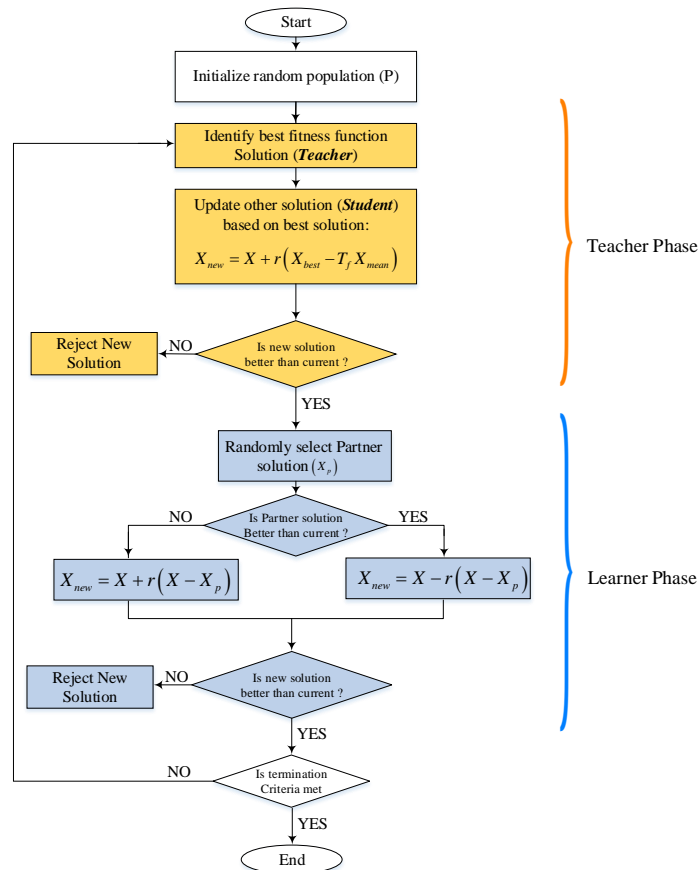 Start
Initialize random population (P)
Identify best fitness function
Solution (Teacher)
Update other solution (Student)
based on best solution:
X_new = X + r(X_best − T_f X_mean)
Teacher Phase
Is new solution
better than current ?
NO
Reject New
Solution
YES
Randomly select Partner
solution (X_p)
Is Partner solution
Better than current ?
NO
YES
X_new = X + r(X − X_p)
X_new = X − r(X − X_p)
Learner Phase
Is new solution
better than current ?
NO
Reject New
Solution
YES
Is termination
Criteria met
NO
YES
End